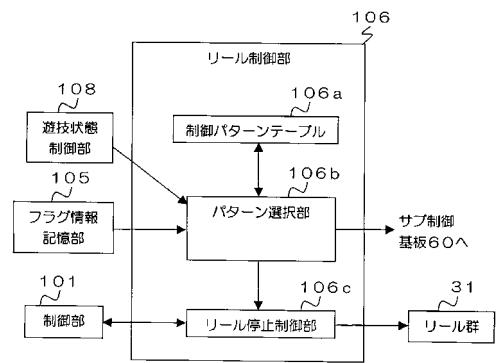 106
リール制御部
108
遊技状態
制御部
106a
制御パターンテーブル
105
フラグ情報
記憶部
106b
パターン選択部
サブ制御
基板60へ
101
制御部
106c
リール停止制御部
31
リール群